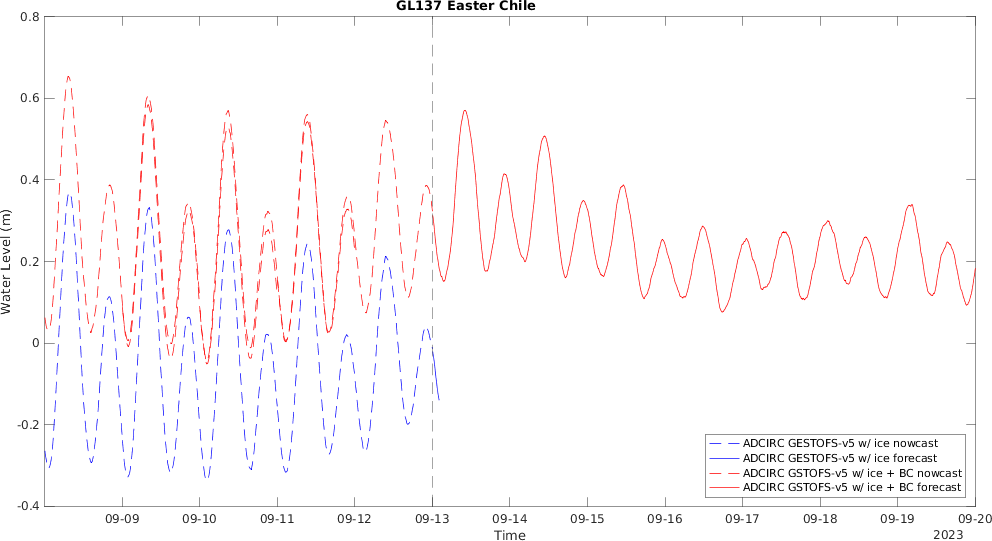 GL137 Easter Chile
0.8
0.6
0.4
0.2
0
-0.2
-0.4
Water Level (m)
ADCIRC GESTOFS-v5 w/ ice nowcast
ADCIRC GESTOFS-v5 w/ ice forecast
ADCIRC GSTOFS-v5 w/ ice + BC nowcast
ADCIRC GSTOFS-v5 w/ ice + BC forecast
09-09 09-10 09-11 09-12 09-13 09-14 09-15 09-16 09-17 09-18 09-19 09-20
Time
2023